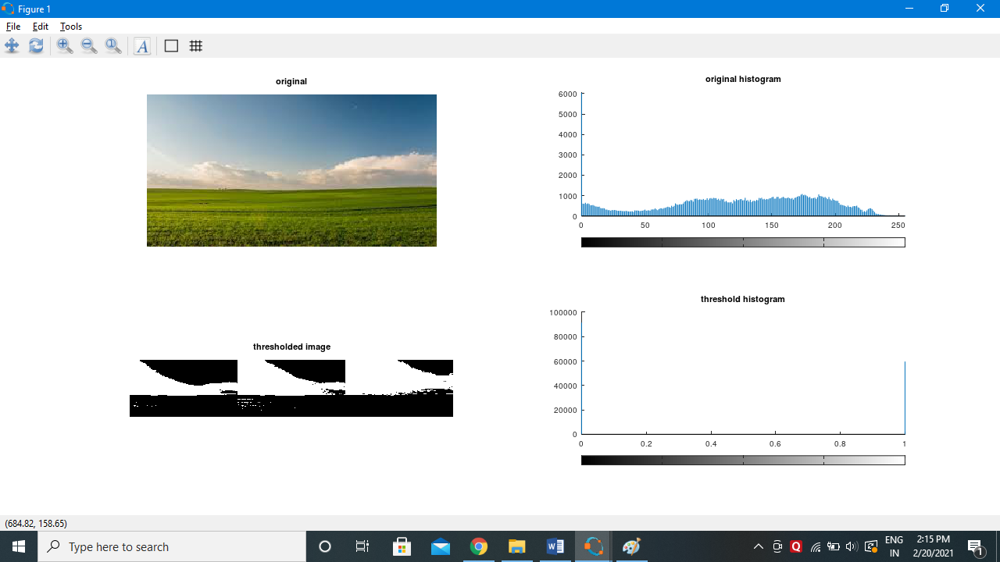 Figure 1
File Edit Tools
A
original
original histogram
6000
5000
4000
3000
2000
1000
0
0 50 100 150 200 250
thresholded image
threshold histogram
100000
80000
60000
40000
20000
0
0 0.2 0.4 0.6 0.8 1
(684.82, 158.65)
Type here to search
W
Q
ENG
IN
2:15 PM
2/20/2021
1